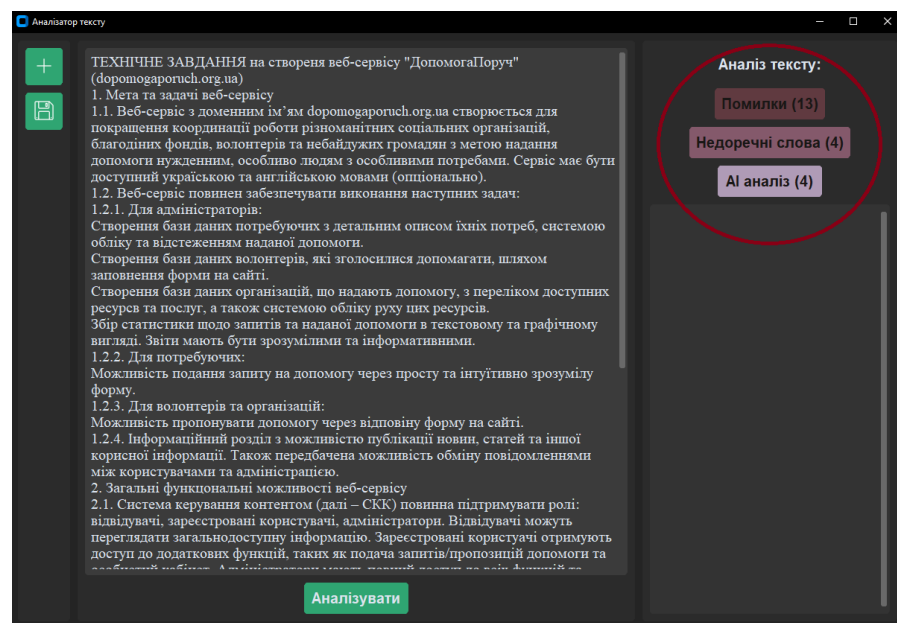 Аналізатор тексту
ТЕХНІЧНЕ ЗАВДАННЯ на створеня веб-сервісу "ДопомогаПоруч"
(dopomogaporuch.org.ua)
1. Мета та задачі веб-сервісу
1.1. Веб-сервіс з доменним ім’ям dopomogaporuch.org.ua створюється для
покращення координації роботи різноманітних соціальних організацій,
благодіних фондів, волонтерів та небайдужих громадян з метою надання
допомоги нужденним, особливо людям з особливими потребами. Сервіс має бути
доступний українською та англійською мовами (опціонально).
1.2. Веб-сервіс повинен забезпечувати виконання наступних задач:
1.2.1. Для адміністраторів:
Створення бази даних потребуючих з детальним описом їхніх потреб, системою
обліку та відстеженням наданої допомоги.
Створення бази даних волонтерів, які зголосилися допомагати, шляхом
заповнення форми на сайті.
Створення бази даних організацій, що надають допомогу, з переліком доступних
ресурсв та послуг, а також системою обліку руху цих ресурсів.
Збір статистики щодо запитів та наданої допомоги в текстовому та графічному
вигляді. Звіти мають бути зрозумілими та інформативними.
1.2.2. Для потребуючих:
Можливість подання запиту на допомогу через просту та інтуїтивно зрозумілу
форму.
1.2.3. Для волонтерів та організацій:
Можливість пропонувати допомогу через відповіну форму на сайті.
1.2.4. Інформаційний розділ з можливістю публікації новин, статей та іншої
корисної інформації. Також передбачена можливість обміну повідомленнями
між користувачами та адміністрацією.
2. Загальні функцональні можливості веб-сервісу
2.1. Система керування контентом (далі – СКК) повинна підтримувати ролі:
відвідувачі, зареєстровані користувачі, адміністратори. Відвідувачі можуть
переглядати загальнодоступну інформацію. Зареєстровані користуачі отримують
доступ до додаткових функцій, таких як подача запитів/пропозицій допомоги та
Аналізувати
Аналіз тексту:
Помилки (13)
Недоречні слова (4)
АІ аналіз (4)